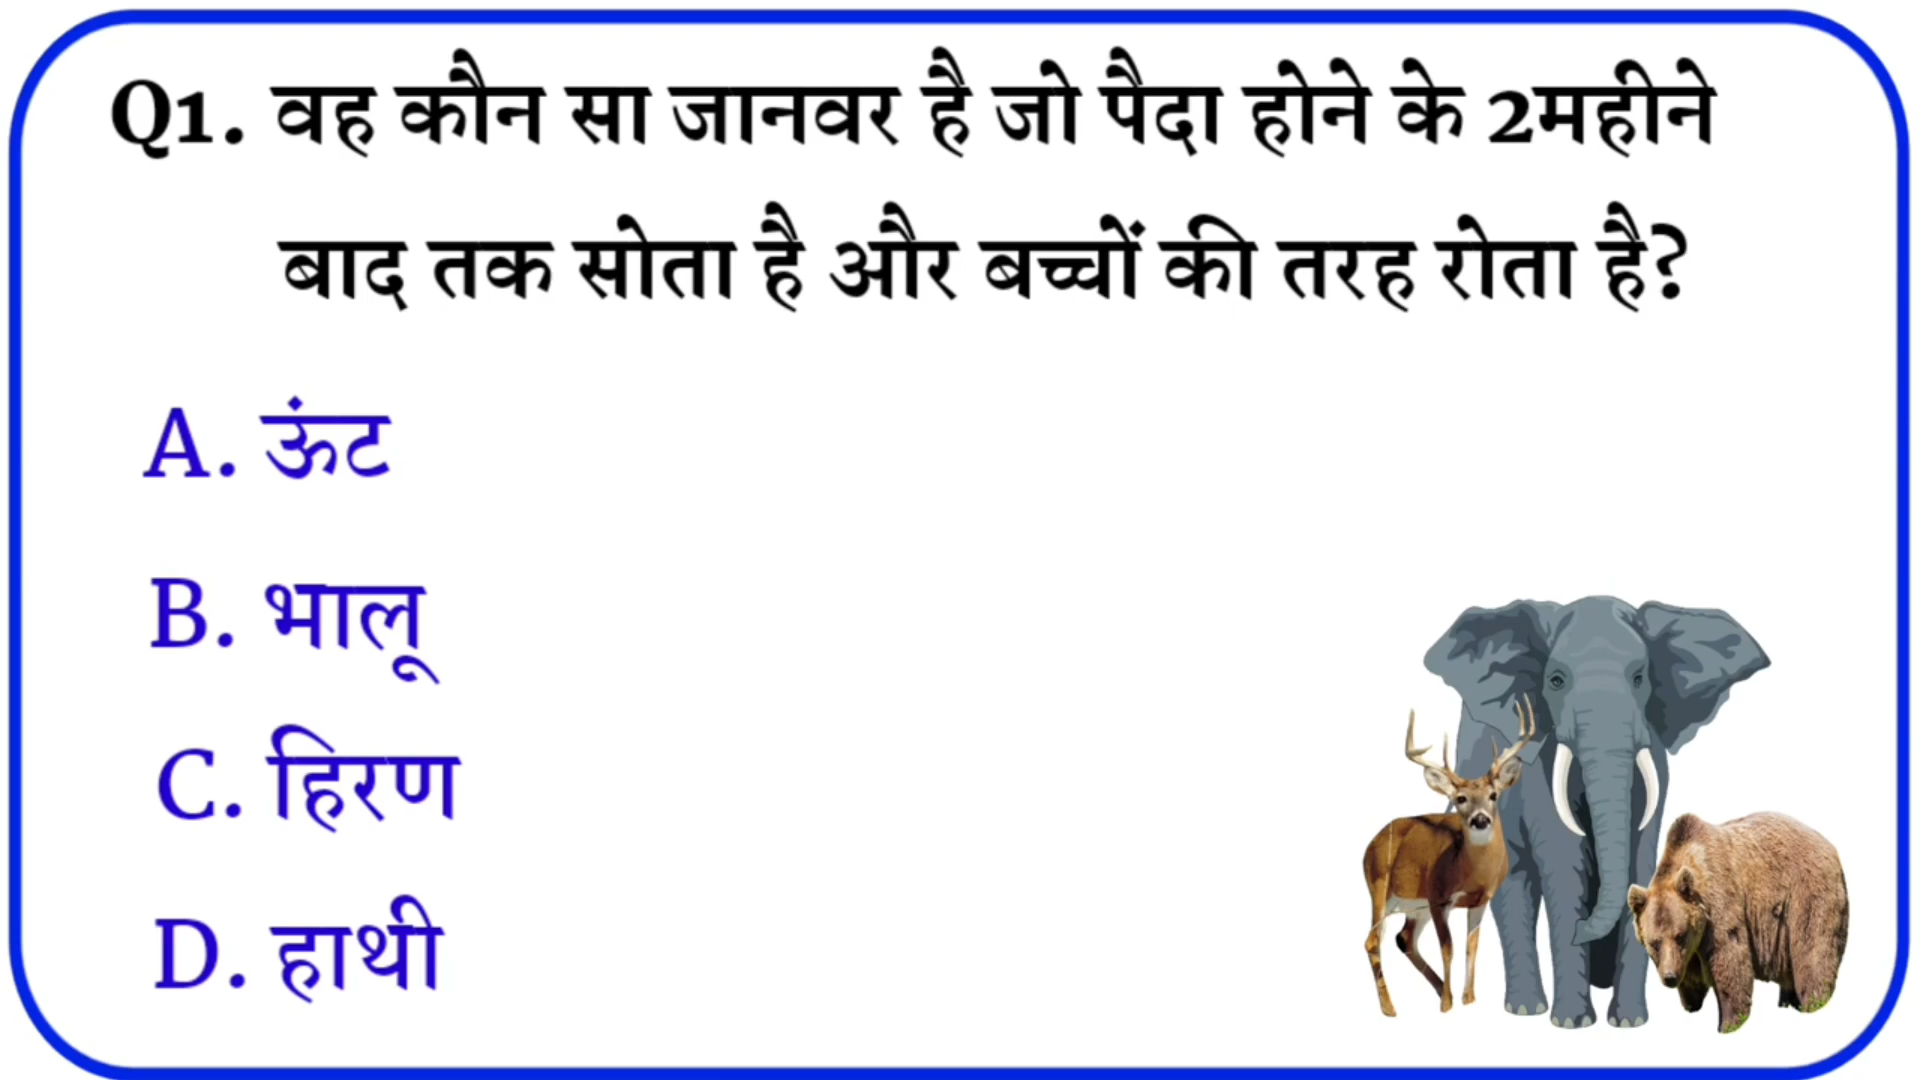 Q1. वह कौन सा जानवर है जो पैदा होने के 2महीने
बाद तक सोता है और बच्चों की तरह रोता है?
A. ऊंट
B. भालू
C. हिरण
D. हाथी